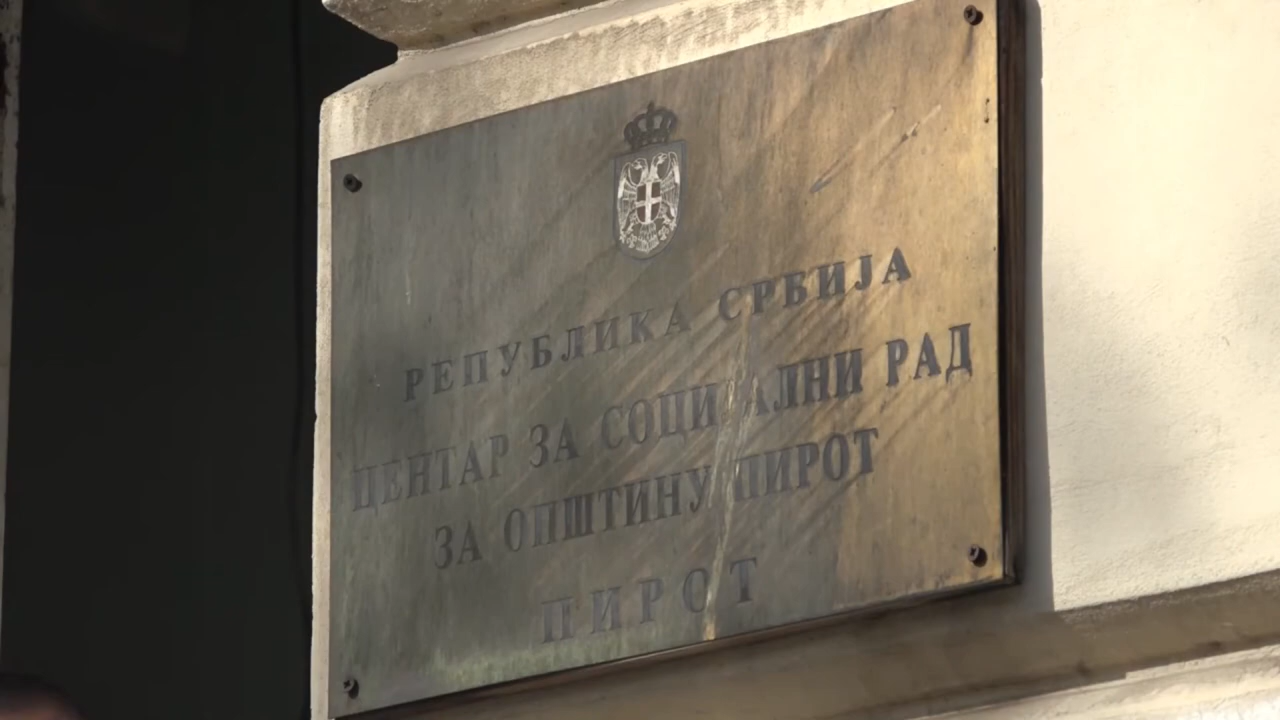 РЕПУБЛИКА СРБИЈА
ЦЕНТАР ЗА СОЦИЈАЛНИ РАД
ЗА ОПШТИНУ ПИРОТ
ПИРОТ